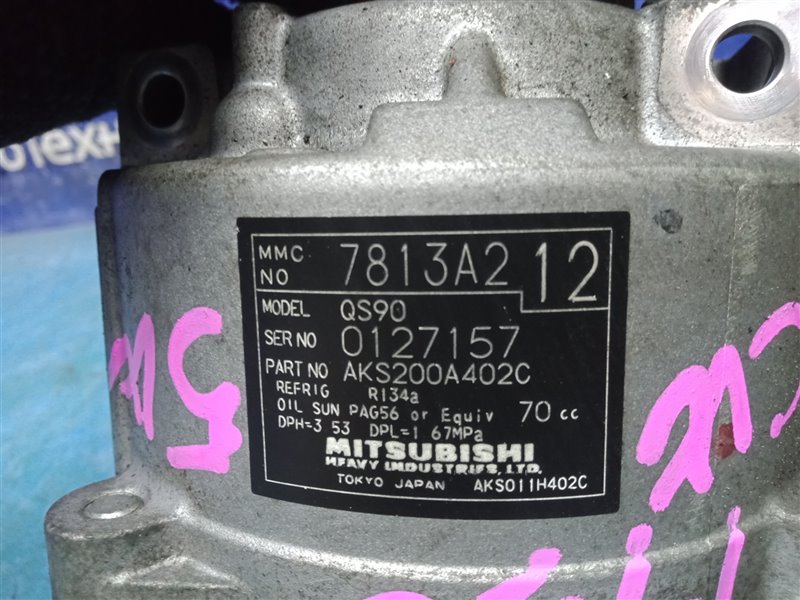 MMC NO 7813A2 12
MODEL QS90
SER NO 0127157
PART NO AKS200A402C
REFRIG R134a
OIL SUN PAG56 or Equiv 70 cc
DPH=3 53 DPL=1 67MPa
MITSUBISHI
HEAVY INDUSTRIES, LTD.
TOKYO JAPAN AKS011H402C